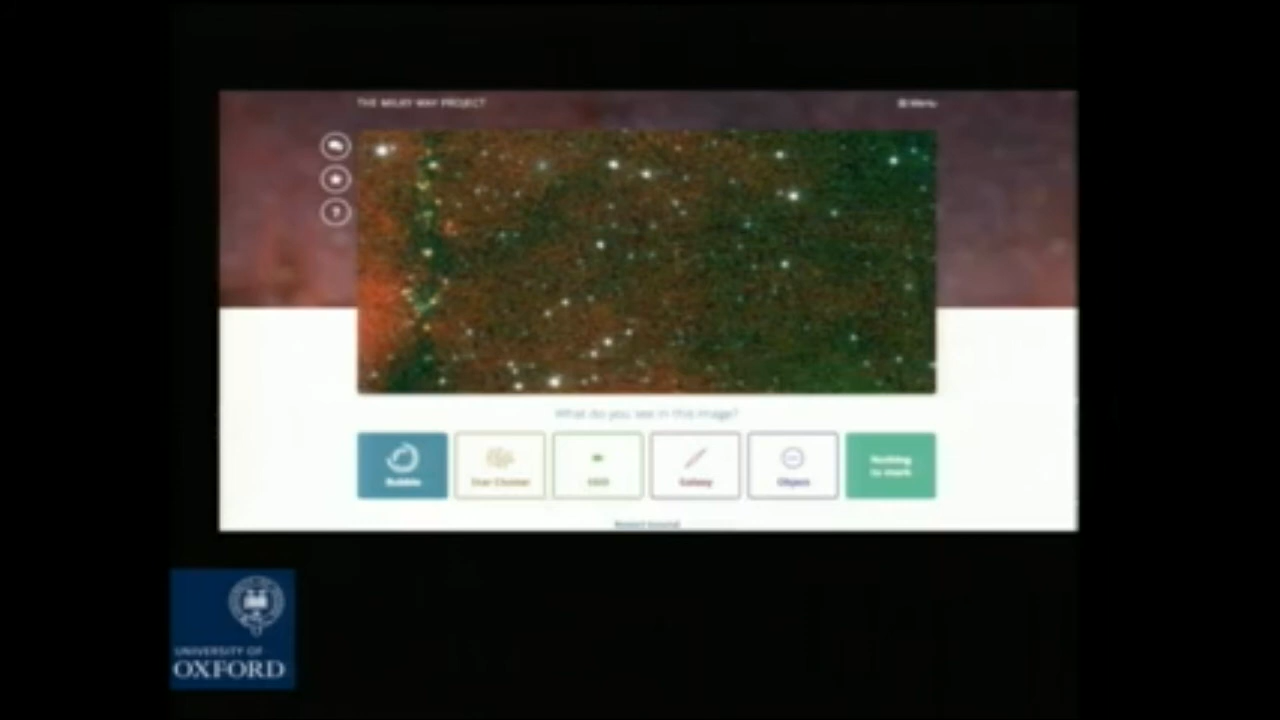 THE MILKY WAY PROJECT
Menu
?
What do you see in this image?
Bubble
Star Cluster
EGO
Galaxy
Object
Nothing
to mark
UNIVERSITY OF
OXFORD